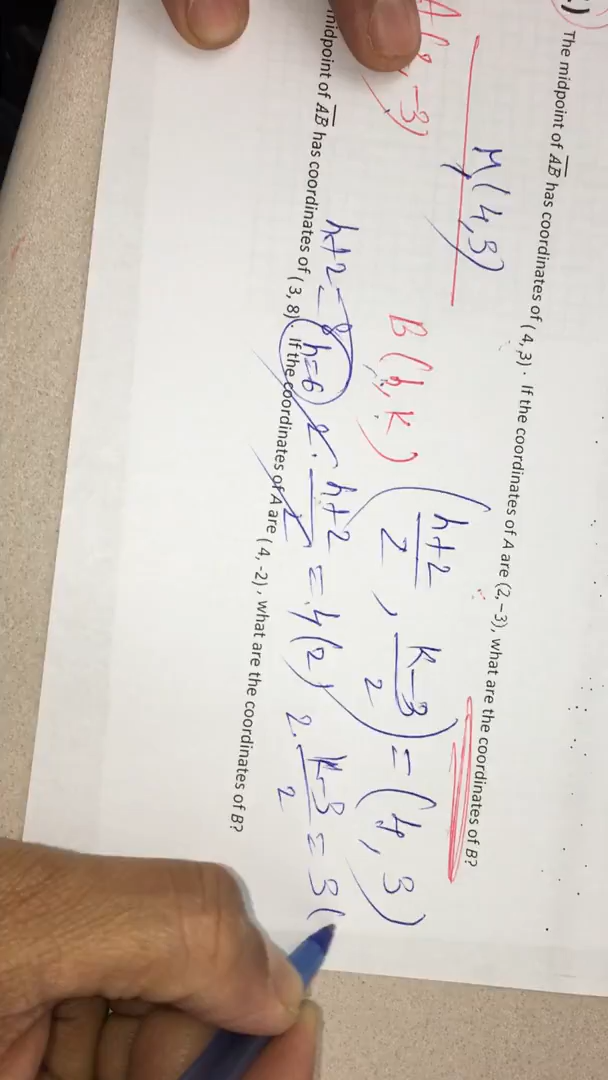 The midpoint of AB has coordinates of (4,3). If the coordinates of A are (2,-3), what are the coordinates of B?
M(4,3)
, -3)
B(h,k)
(h+2/2, k-3/2) = (4, 3)
h+2=8
h=6
2·h+2/2 = 4(2)
2·k-3/2 = 3(
midpoint of AB has coordinates of (3, 8). If the coordinates of A are (4,-2), What are the coordinates of B?